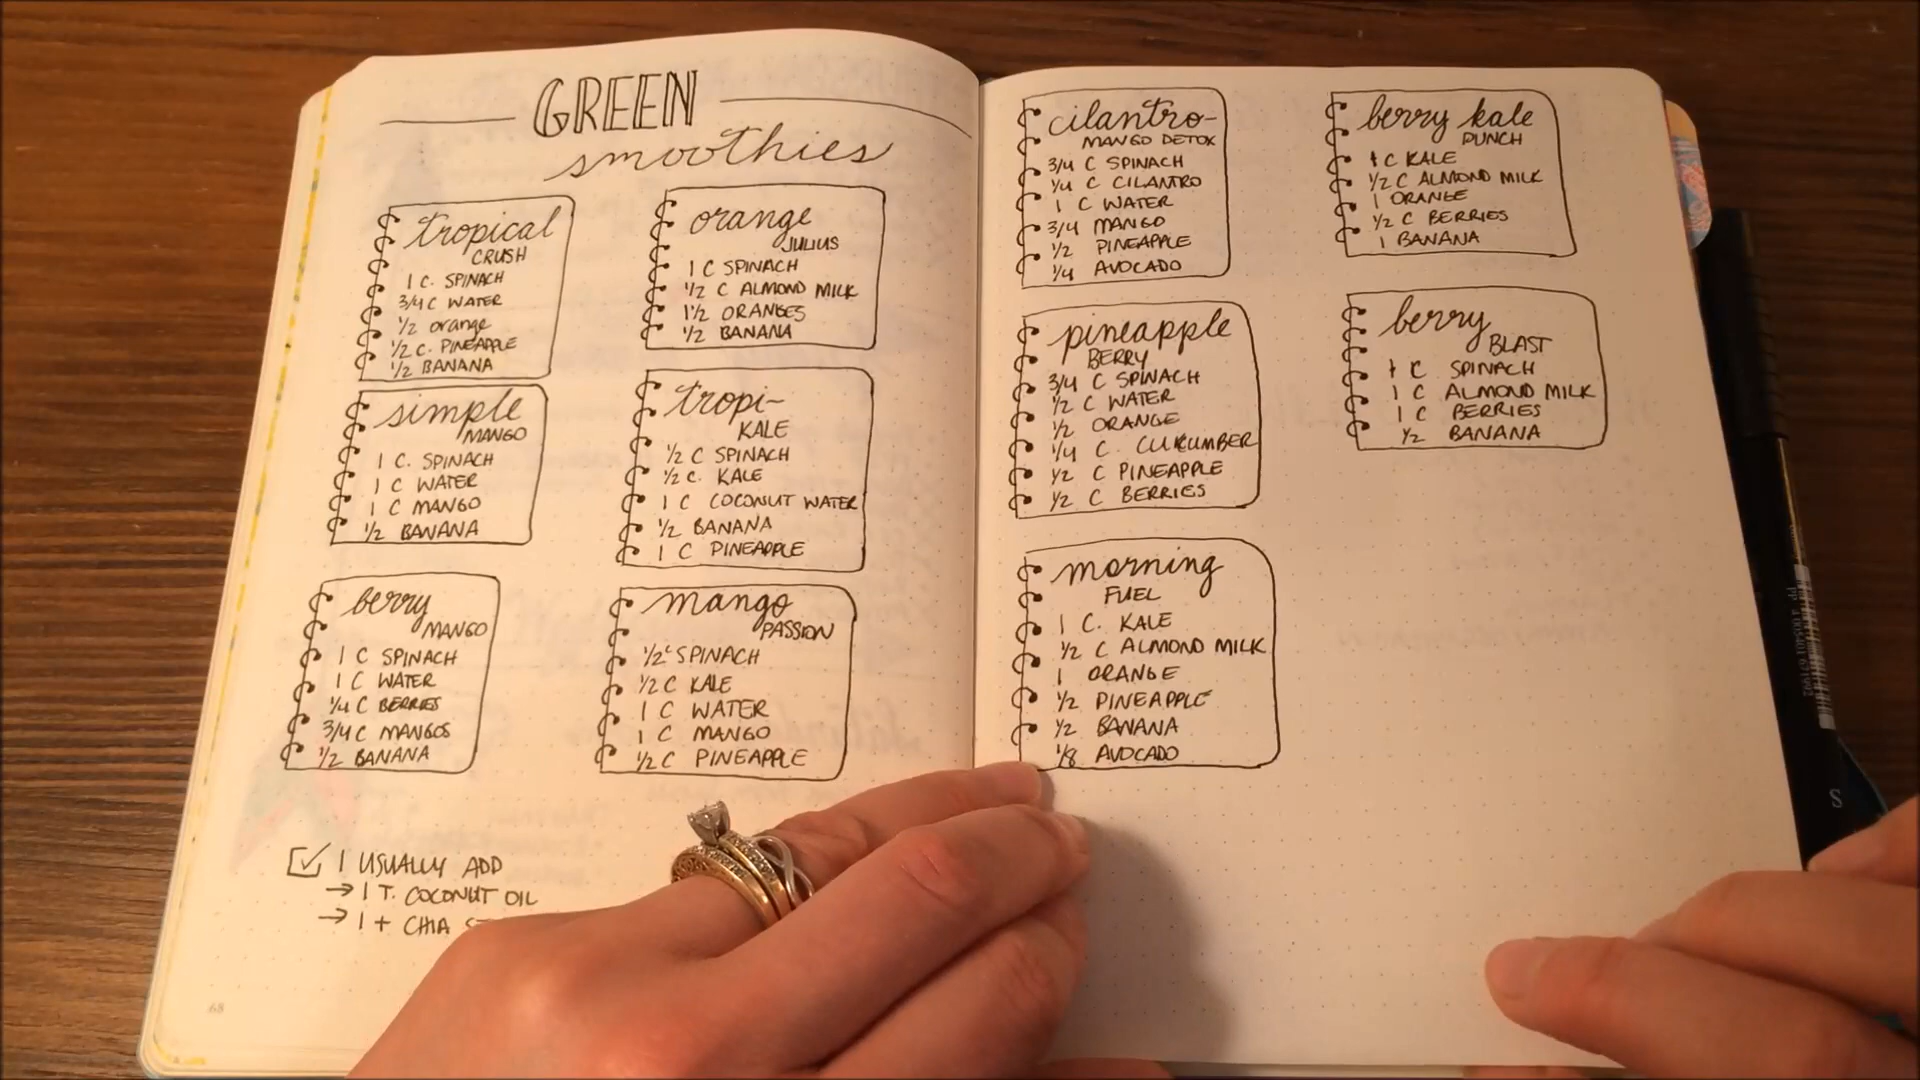 GREEN
smoothies
tropical
CRUSH
1 C. SPINACH
3/4 C WATER
1/2 orange
1/2 C. PINEAPPLE
1/2 BANANA
simple
MANGO
1 C. SPINACH
1 C WATER
1 C MANGO
1/2 BANANA
berry
MANGO
1 C SPINACH
1 C WATER
1/4 C BERRIES
3/4 C MANGOS
1/2 BANANA
orange
JULIUS
1 C SPINACH
1/2 C ALMOND MILK
1 1/2 ORANGES
1/2 BANANA
tropi-
KALE
1/2 C SPINACH
1/2 C. KALE
1 C COCONUT WATER
1/2 BANANA
1 C PINEAPPLE
mango
PASSION
1/2 C SPINACH
1/2 C KALE
1 C WATER
1 C MANGO
1/2 C PINEAPPLE
I USUALLY ADD
→ 1 T. COCONUT OIL
→ 1 t CHIA
68
cilantro-
MANGO DETOX
3/4 C SPINACH
1/4 C CILANTRO
1 C WATER
3/4 MANGO
1/2 PINEAPPLE
1/4 AVOCADO
pineapple
BERRY
3/4 C SPINACH
1/2 C WATER
1/2 ORANGE
1/4 C. CUCUMBER
1/2 C PINEAPPLE
1/2 C BERRIES
morning
FUEL
1 C. KALE
1/2 C ALMOND MILK
1 ORANGE
1/2 PINEAPPLE
1/2 BANANA
1/8 AVOCADO
berry kale
PUNCH
1 C KALE
1/2 C ALMOND MILK
1 ORANGE
1/2 C BERRIES
1 BANANA
berry
BLAST
1 C SPINACH
1 C ALMOND MILK
1 C BERRIES
1/2 BANANA
S